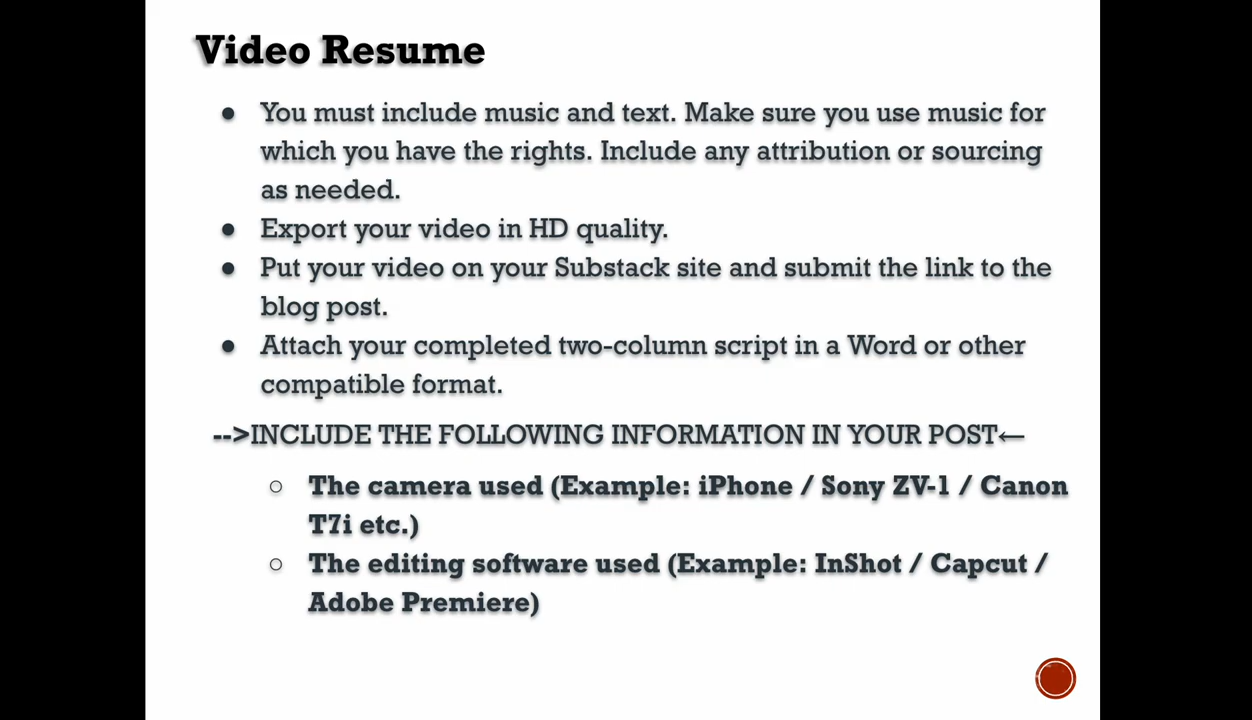 Video Resume
● You must include music and text. Make sure you use music for
which you have the rights. Include any attribution or sourcing
as needed.
● Export your video in HD quality.
● Put your video on your Substack site and submit the link to the
blog post.
● Attach your completed two-column script in a Word or other
compatible format.
-->INCLUDE THE FOLLOWING INFORMATION IN YOUR POST←
○ The camera used (Example: iPhone / Sony ZV-1 / Canon
T7i etc.)
○ The editing software used (Example: InShot / Capcut /
Adobe Premiere)